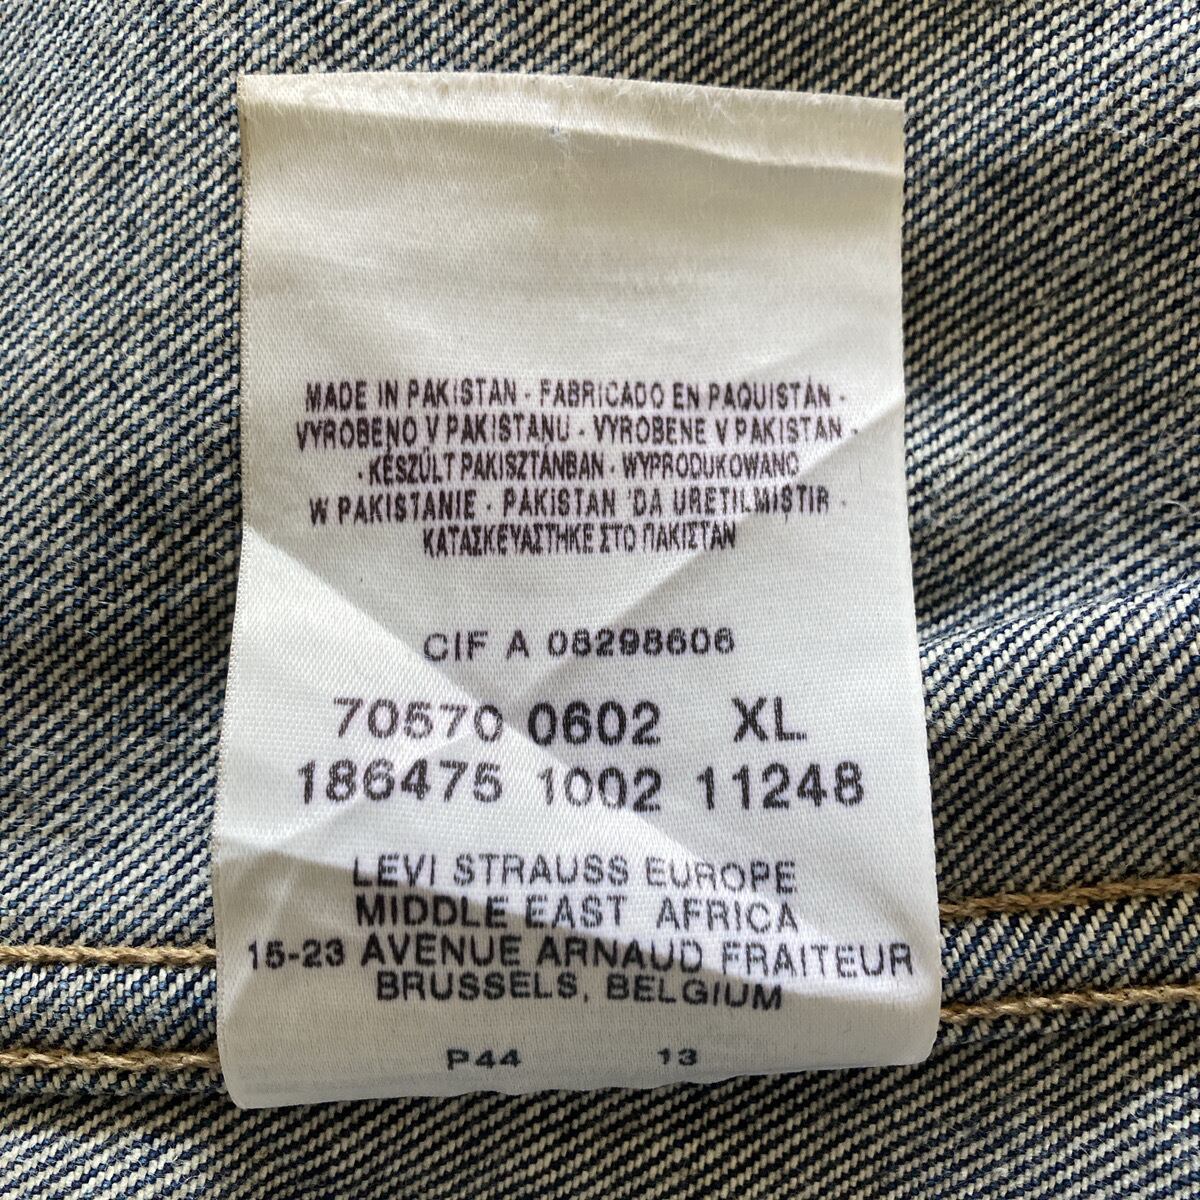 MADE IN PAKISTAN - FABRICADO EN PAQUISTÁN -
VYROBENO V PAKISTANU - VYROBENE V PAKISTAN -
- KÉSZÜLT PAKISZTÁNBAN - WYPRODUKOWANO
W PAKISTANIE - PAKISTAN 'DA URETILMIŞTIR -
ΚΑΤΑΣΚΕΥΑΣΤΗΚΕ ΣΤΟ ΠΑΚΙΣΤΑΝ
CIF A 08298606
70570 0602 XL
186475 1002 11248
LEVI STRAUSS EUROPE
MIDDLE EAST AFRICA
15-23 AVENUE ARNAUD FRAITEUR
BRUSSELS, BELGIUM
P44 13